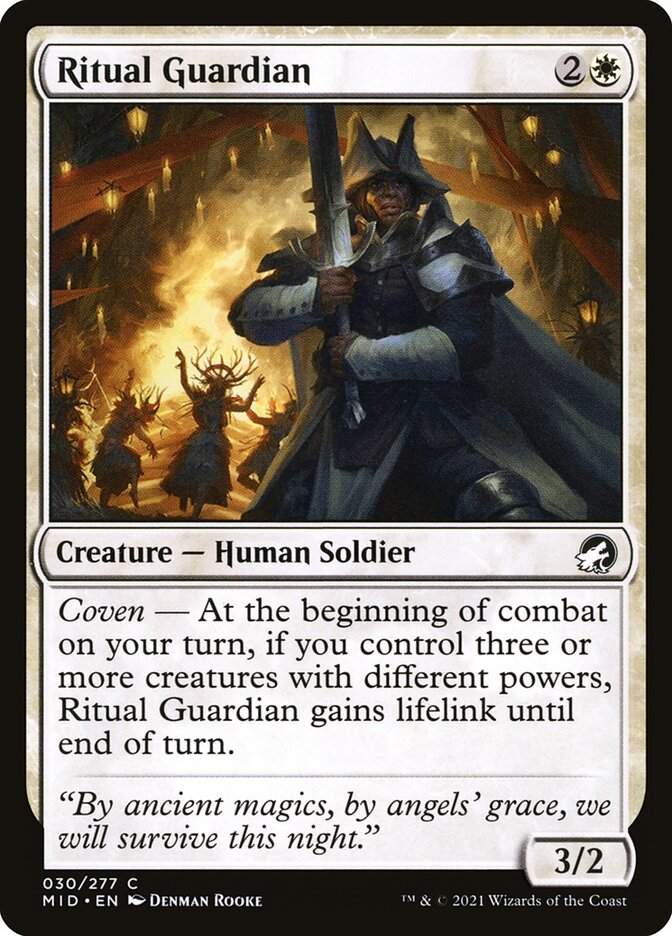 Ritual Guardian 2
Creature — Human Soldier
Coven — At the beginning of combat
on your turn, if you control three or
more creatures with different powers,
Ritual Guardian gains lifelink until
end of turn.
“By ancient magics, by angels’ grace, we
will survive this night.”
3/2
030/277 C
MID • EN Denman Rooke ™ & © 2021 Wizards of the Coast